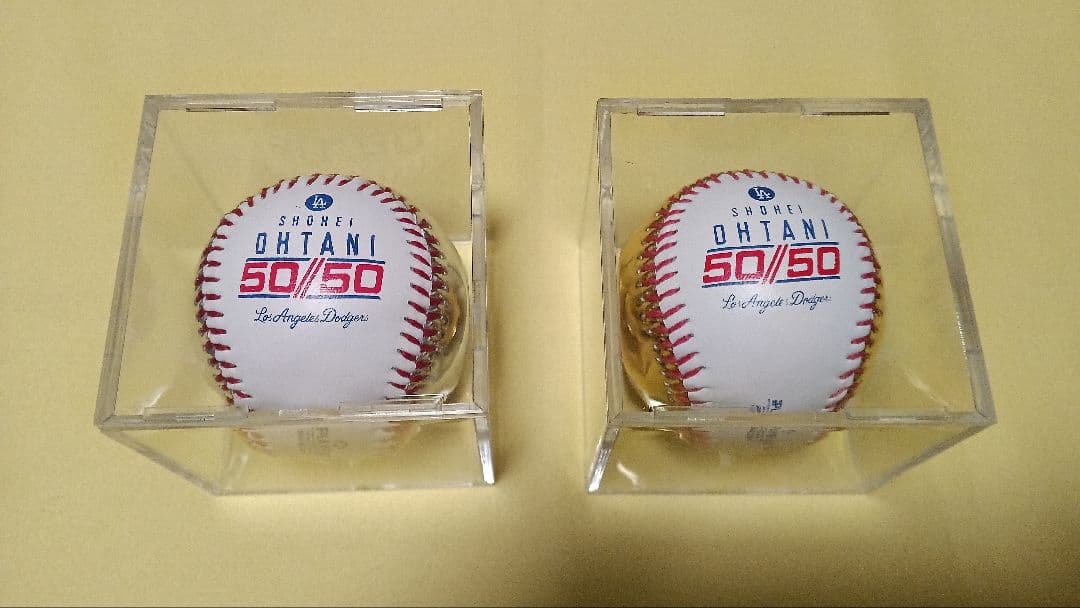 LA
SHOHEI
OHTANI
50//50
Los Angeles Dodgers
LA
SHOHEI
OHTANI
50//50
Los Angeles Dodgers